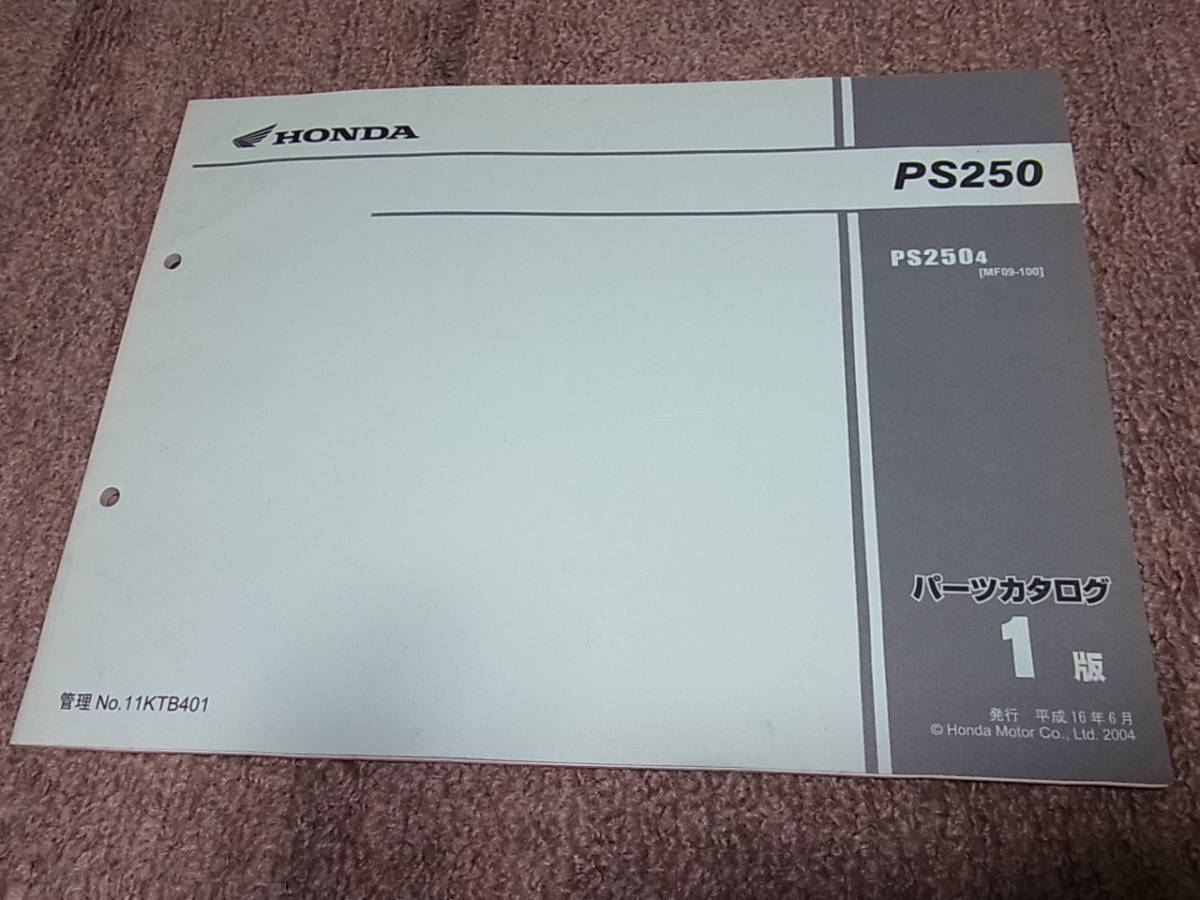 HONDA
PS250
PS2504
[MF09-100]
パーツカタログ
1 版
管理 No.11KTB401
発行 平成 16 年 6 月
© Honda Motor Co., Ltd. 2004